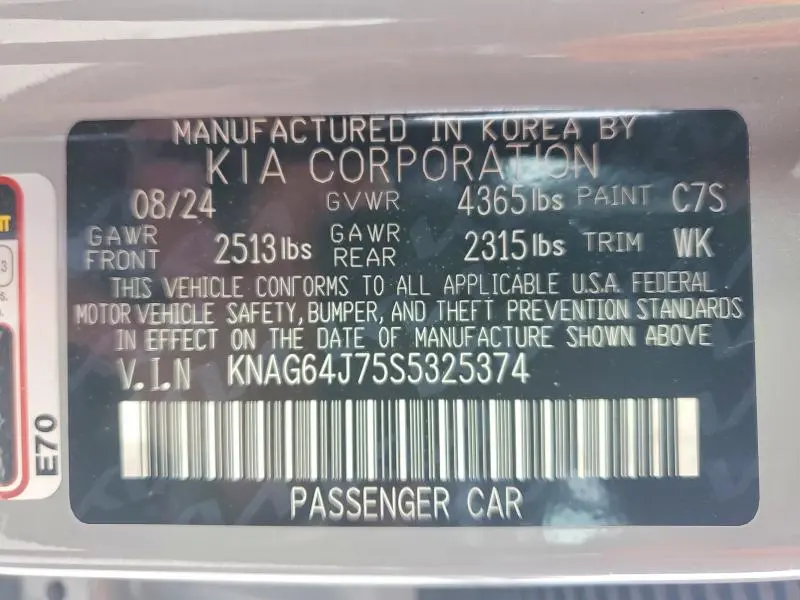 MANUFACTURED IN KOREA BY
KIA CORPORATION
08/24 GVWR 4365 lbs PAINT C7S
GAWR FRONT 2513 lbs GAWR REAR 2315 lbs TRIM WK
THIS VEHICLE CONFORMS TO ALL APPLICABLE U.S.A. FEDERAL
MOTOR VEHICLE SAFETY, BUMPER, AND THEFT PREVENTION STANDARDS
IN EFFECT ON THE DATE OF MANUFACTURE SHOWN ABOVE
V.I.N KNAG64J75S5325374
PASSENGER CAR
E70